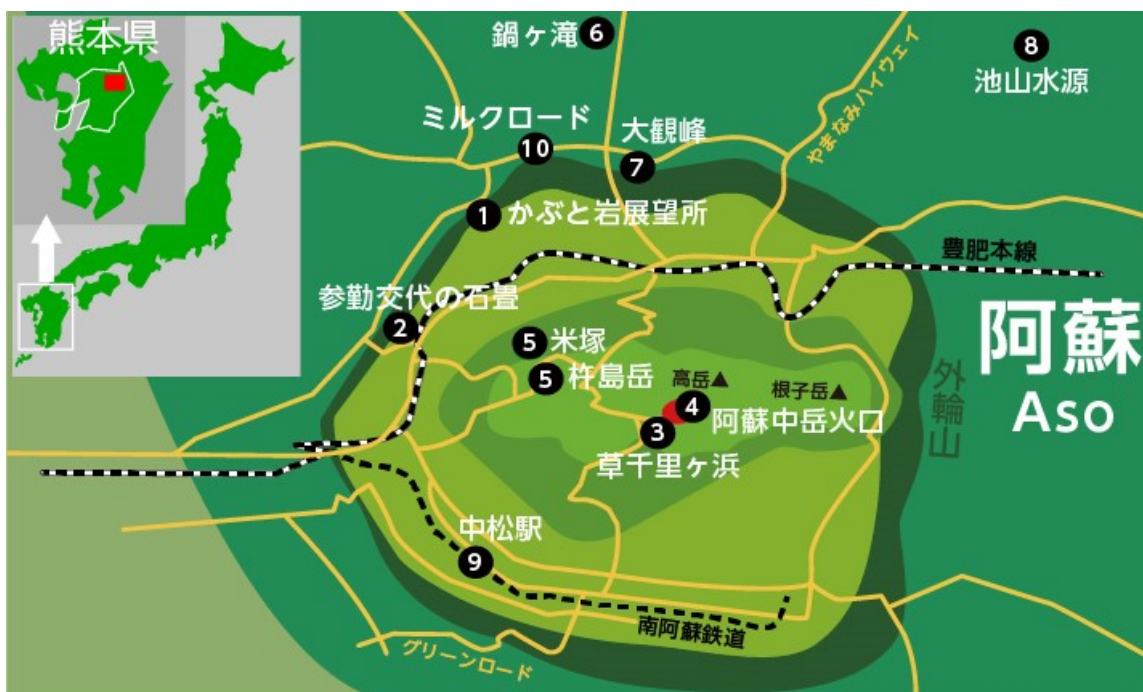 熊本県
鍋ヶ滝 6
8
池山水源
やまなみハイウェイ
ミルクロード
10
大観峰
7
1 かぶと岩展望所
豊肥本線
阿蘇
Aso
外輪山
参勤交代の石畳
2
5 米塚
5 杵島岳
高岳▲
根子岳▲
4 阿蘇中岳火口
3
草千里ヶ浜
中松駅
9
南阿蘇鉄道
グリーンロード